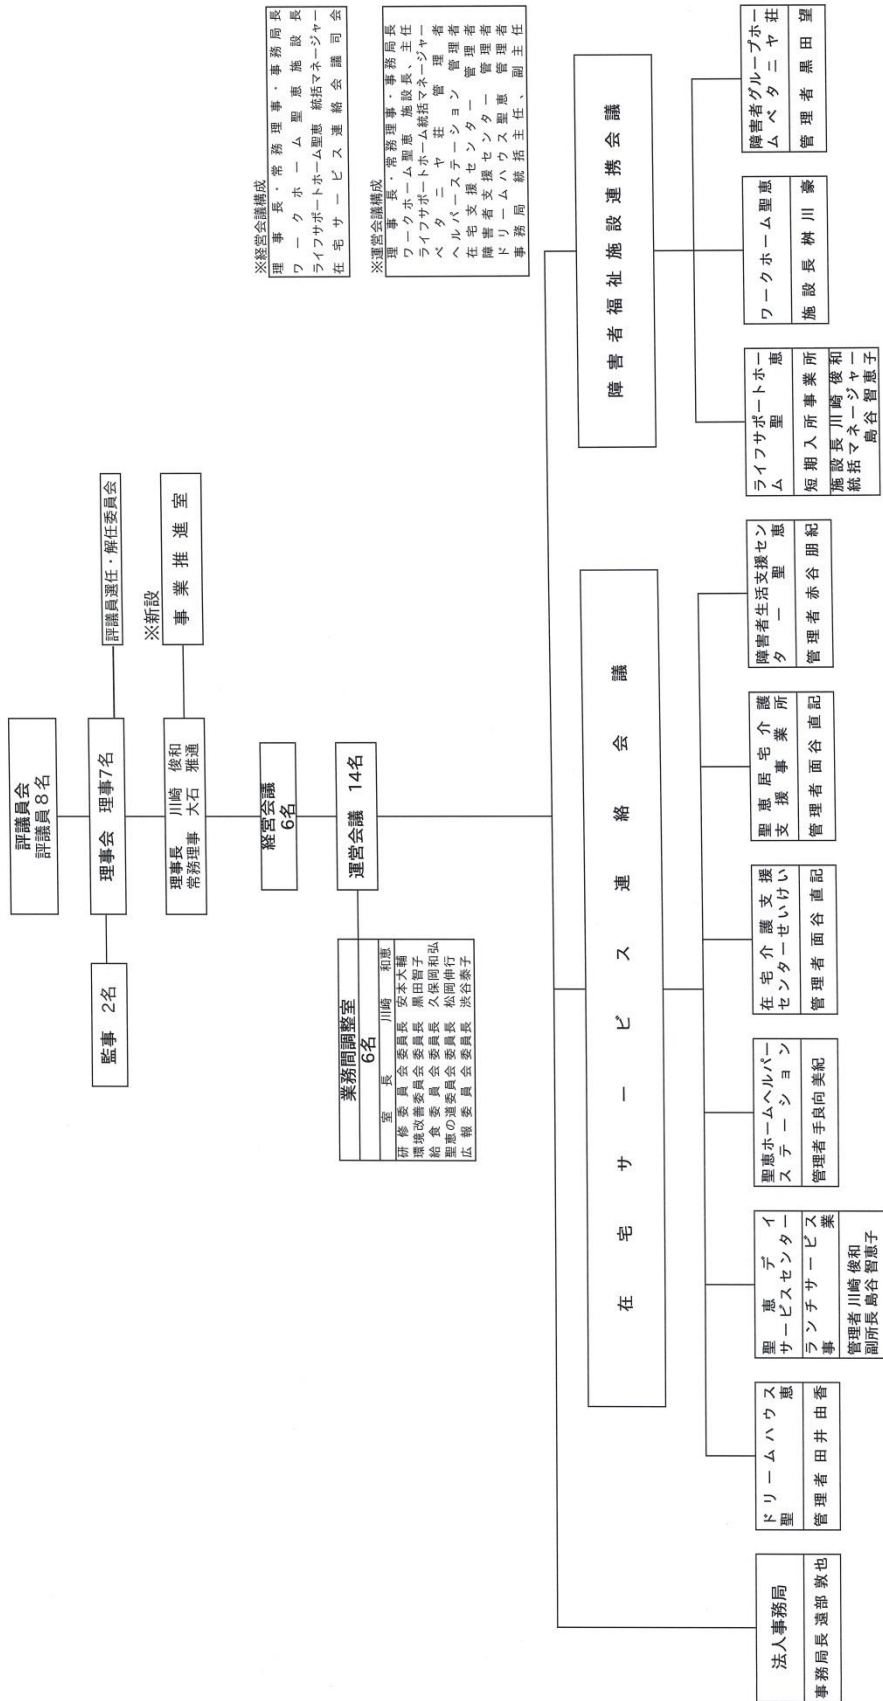 評議員会
評議員８名
理事会 理事7名
評議員選任・解任委員会
監事 2名
理事長 川崎 俊和
常務理事 大石 雅通
※新設
事業推進室
経営会議
6名
運営会議 14名
業務間調整室
6名
室長 川崎 和恵
研修委員会 委員長 安本大輔
環境改善委員会 委員長 黒田智子
給食委員会 委員長 久保岡和弘
聖恵の道委員会 委員長 松岡伸行
広報委員会 委員長 渋谷泰子
※経営会議構成
理事長・常務理事・事務局長
ワークホーム聖恵施設長
ライフサポートホーム聖恵 統括マネージャー
在宅サービス連絡会議司会
※運営会議構成
理事長・常務理事・事務局長
ワークホーム聖恵 施設長、主任
ライフサポートホーム統括マネージャー
ベタニヤ荘 管理者
ヘルパーステーション 管理者
在宅支援センター 管理者
障害者支援センター 管理者
ドリームハウス聖恵 管理者
事務局 統括主任、副主任
在宅サービス連絡会議
障害者福祉施設連携会議
法人事務局
事務局長 遠部 敦也
ドリームハウス
聖恵
管理者 田井 由香
聖恵デイ
サービスセンター
ランチサービス
事業
管理者 川崎 俊和
副所長 島谷 智恵子
聖恵ホームヘルパー
ステーション
管理者 手良向 美紀
在宅介護支援
センターせいけい
管理者 面谷 直記
聖恵居宅介護
支援事業所
管理者 面谷 直記
障害者生活支援セン
ター聖恵
管理者 赤谷 朋紀
ライフサポートホー
ム聖恵
短期入所事業所
施設長 川崎 俊和
統括マネージャー
島谷 智恵子
ワークホーム聖恵
施設長 桝川 豪
障害者グループホー
ムベタニヤ荘
管理者 黒田 望